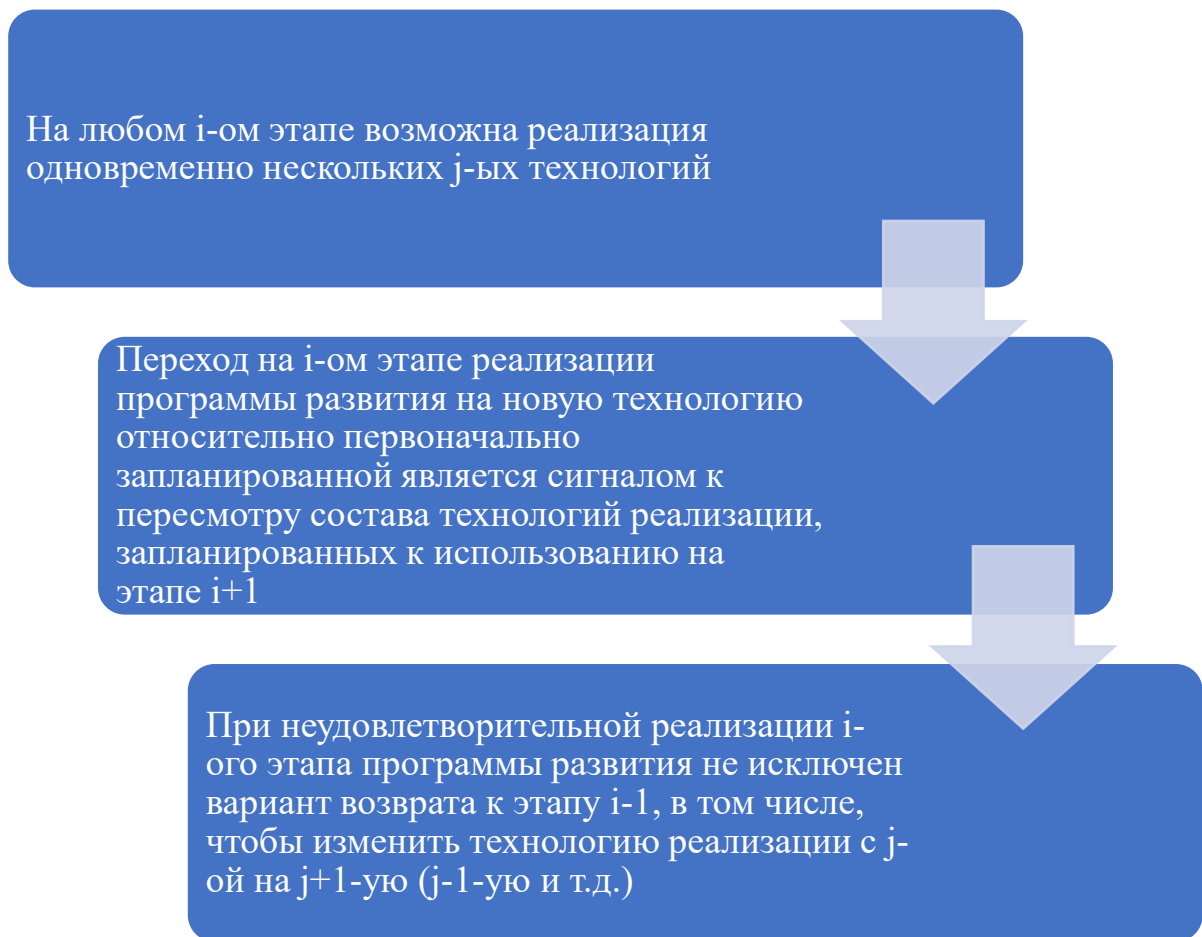 На любом i-ом этапе возможна реализация
одновременно нескольких j-ых технологий
Переход на i-ом этапе реализации
программы развития на новую технологию
относительно первоначально
запланированной является сигналом к
пересмотру состава технологий реализации,
запланированных к использованию на
этапе i+1
При неудовлетворительной реализации i-
ого этапа программы развития не исключен
вариант возврата к этапу i-1, в том числе,
чтобы изменить технологию реализации с j-
ой на j+1-ую (j-1-ую и т.д.)